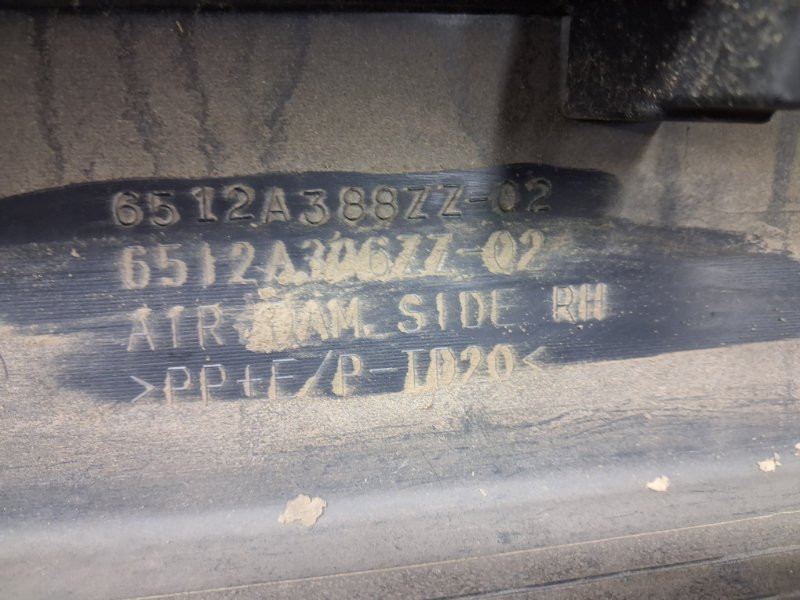 6512A388ZZ-02
6512A306ZZ-02
AIR DAM. SIDE RH
>PP+E/P-TD20<